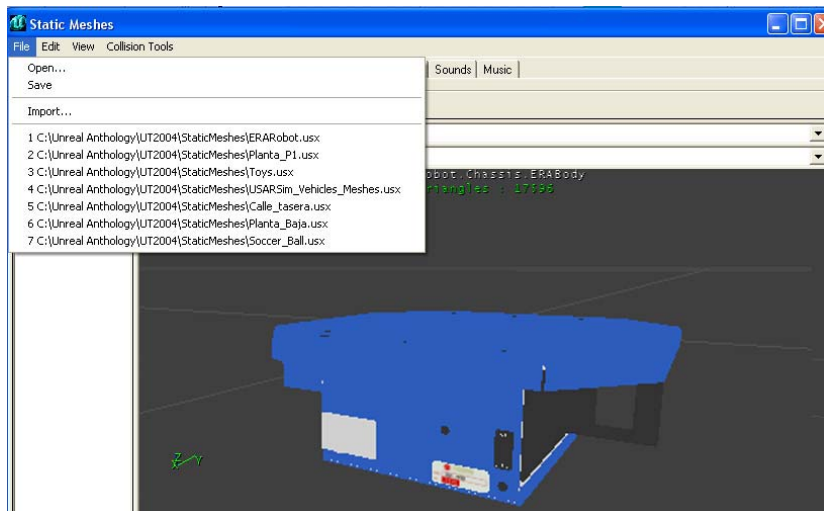 Static Meshes
File Edit View Collision Tools
Open...
Save
Import...
1 C:\Unreal Anthology\UT2004\StaticMeshes\ERARobot.usx
2 C:\Unreal Anthology\UT2004\StaticMeshes\Planta_P1.usx
3 C:\Unreal Anthology\UT2004\StaticMeshes\Toys.usx
4 C:\Unreal Anthology\UT2004\StaticMeshes\USARSim_Vehicles_Meshes.usx
5 C:\Unreal Anthology\UT2004\StaticMeshes\Calle_tasera.usx
6 C:\Unreal Anthology\UT2004\StaticMeshes\Planta_Baja.usx
7 C:\Unreal Anthology\UT2004\StaticMeshes\Soccer_Ball.usx
Sounds Music
obot.Chassis.ERABody
riangles : 17596
Z
Y